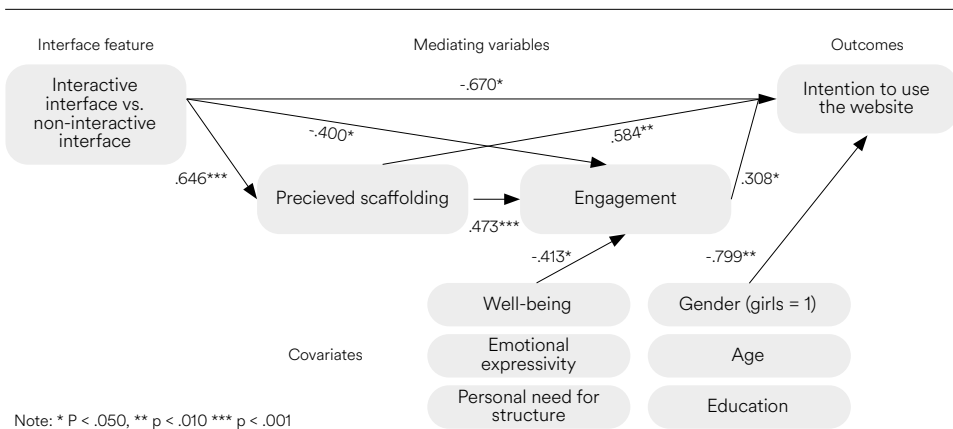 Interface feature
Mediating variables
Outcomes
Interactive
interface vs.
non-interactive
interface
-.670*
Intention to use
the website
-.400*
.584**
.646***
Precieved scaffolding
.473***
Engagement
.308*
-.413*
-.799**
Well-being
Gender (girls = 1)
Covariates
Emotional
expressivity
Age
Personal need for
structure
Education
Note: * P < .050, ** p < .010 *** p < .001